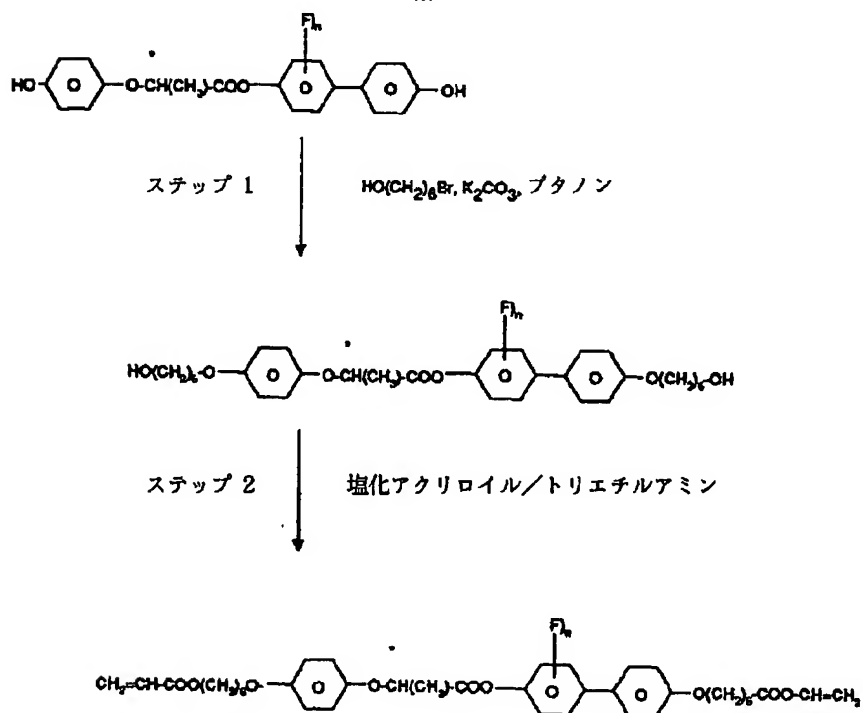 F)n
HO O O-CH(CH3)-COO O O OH
ステップ 1 HO(CH2)6Br, K2CO3, ブタノン
F)n
HO(CH2)6-O O O-CH(CH3)-COO O O O(CH2)6-OH
ステップ 2 塩化アクリロイル/トリエチルアミン
F)n
CH2=CH-COO(CH2)6O- O O-CH(CH3)-COO O O O(CH2)6-COO-CH=CH2